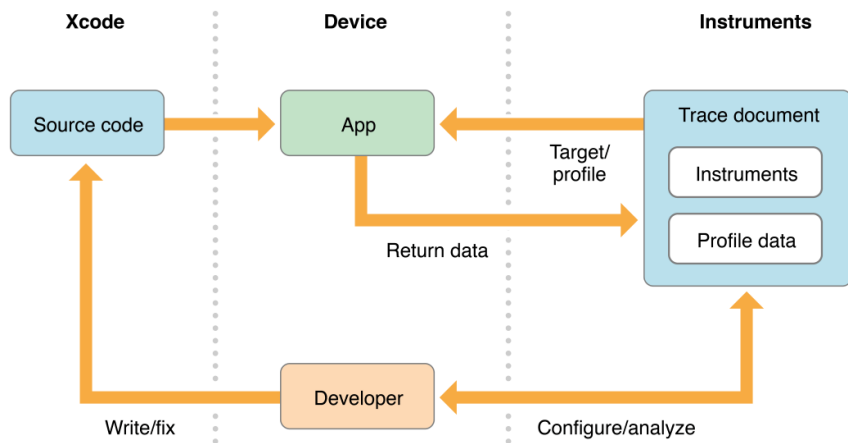 Xcode
Device
Instruments
Source code
App
Trace document
Target/
profile
Instruments
Profile data
Return data
Developer
Write/fix
Configure/analyze